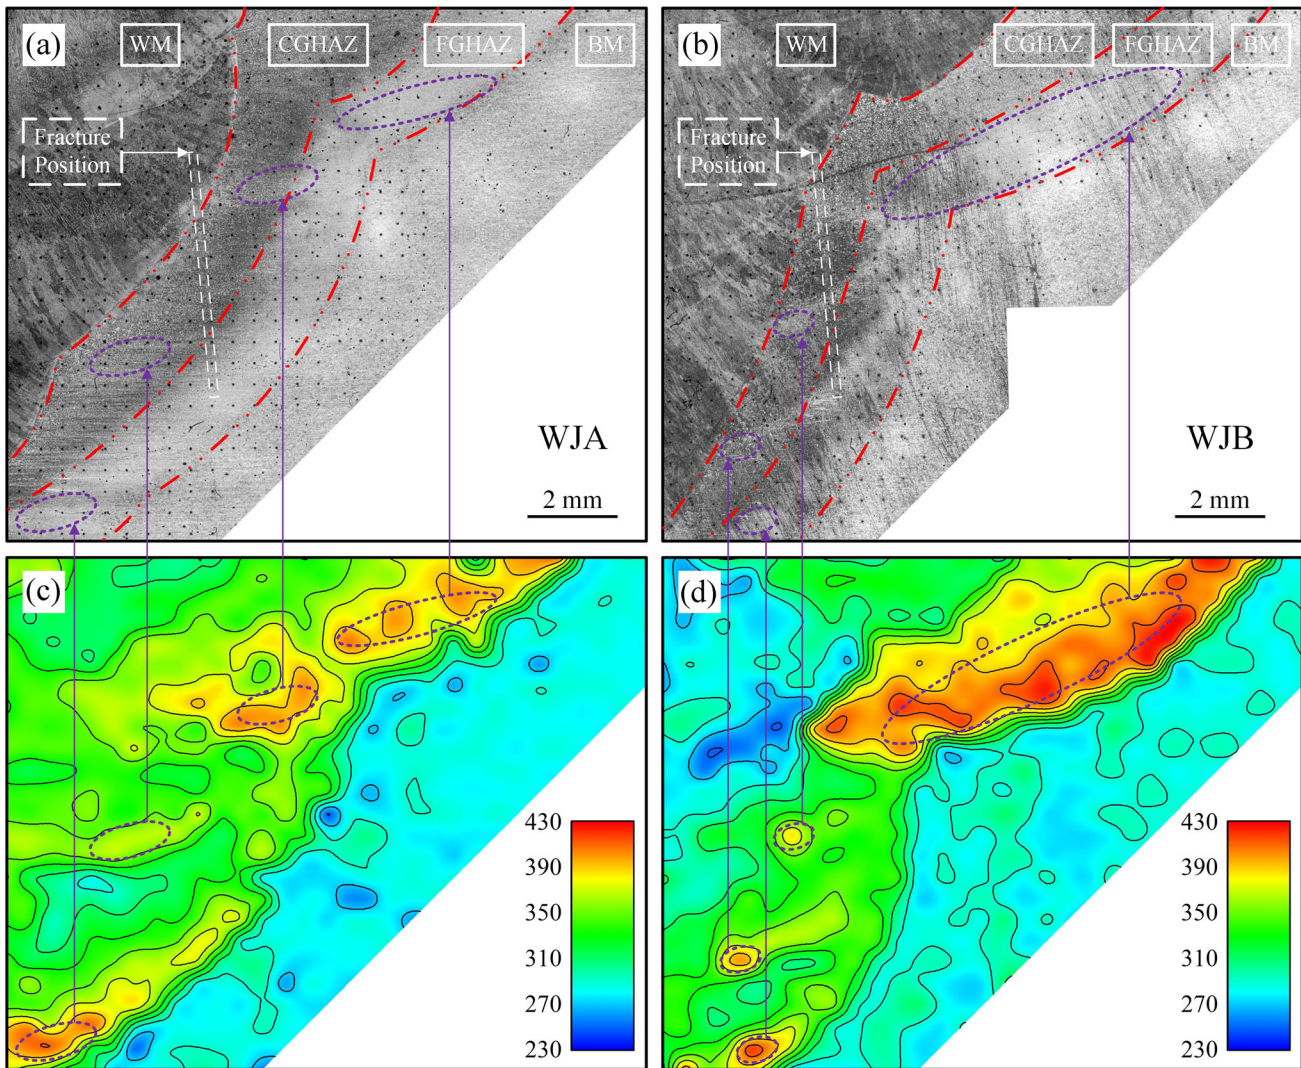 (a)
WM
CGHAZ
FGHAZ
BM
Fracture
Position
WJA
2 mm
(b)
WM
CGHAZ
FGHAZ
BM
Fracture
Position
WJB
2 mm
(c)
430
390
350
310
270
230
(d)
430
390
350
310
270
230